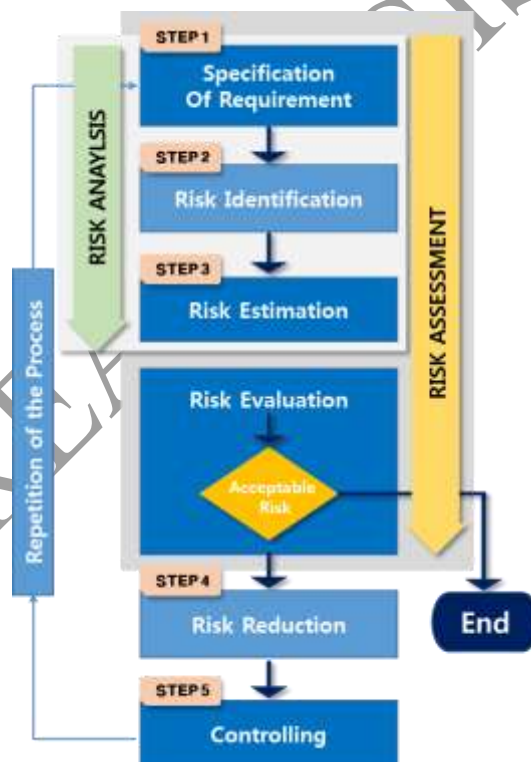 STEP 1
Specification
Of Requirement
STEP 2
Risk Identification
STEP 3
Risk Estimation
RISK ANAYLSIS
RISK ASSESSMENT
Repetition of the Process
Risk Evaluation
Acceptable
Risk
STEP 4
Risk Reduction
End
STEP 5
Controlling